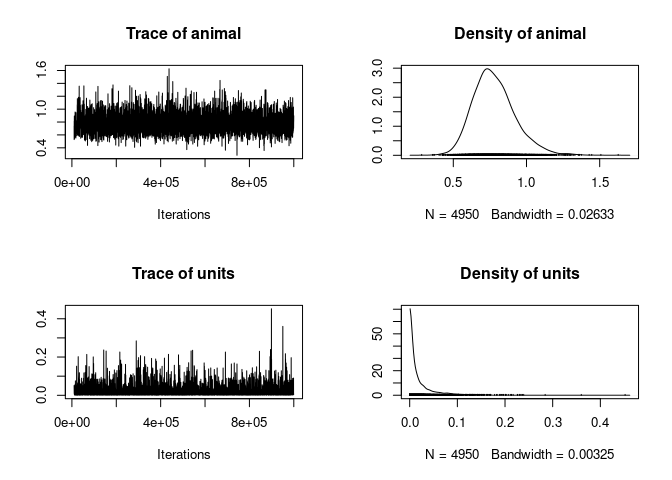 Trace of animal
1.6
1.0
0.4
0e+00 4e+05 8e+05
Iterations
Density of animal
3.0
2.0
1.0
0.0
0.5 1.0 1.5
N = 4950 Bandwidth = 0.02633
Trace of units
0.4
0.2
0.0
0e+00 4e+05 8e+05
Iterations
Density of units
50
20
0
0.0 0.1 0.2 0.3 0.4
N = 4950 Bandwidth = 0.00325